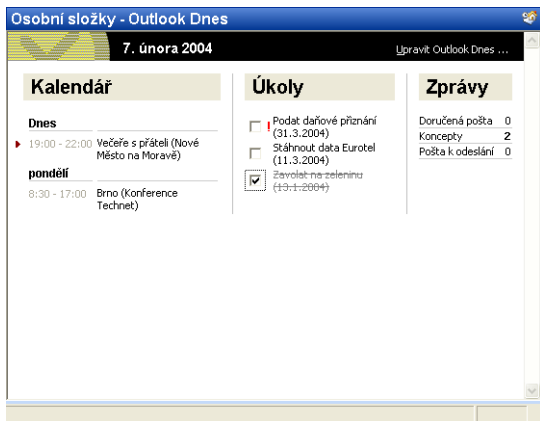 Osobní složky - Outlook Dnes
7. února 2004
Upravit Outlook Dnes ...
Kalendář
Dnes
19:00 - 22:00 Večeře s přáteli (Nové
Město na Moravě)
pondělí
8:30 - 17:00 Brno (Konference
Technet)
Úkoly
! Podat daňové přiznání
(31.3.2004)
Stáhnout data Eurotel
(11.3.2004)
Zavolat na zeleninu
(13.1.2004)
Zprávy
Doručená pošta 0
Koncepty 2
Pošta k odeslání 0